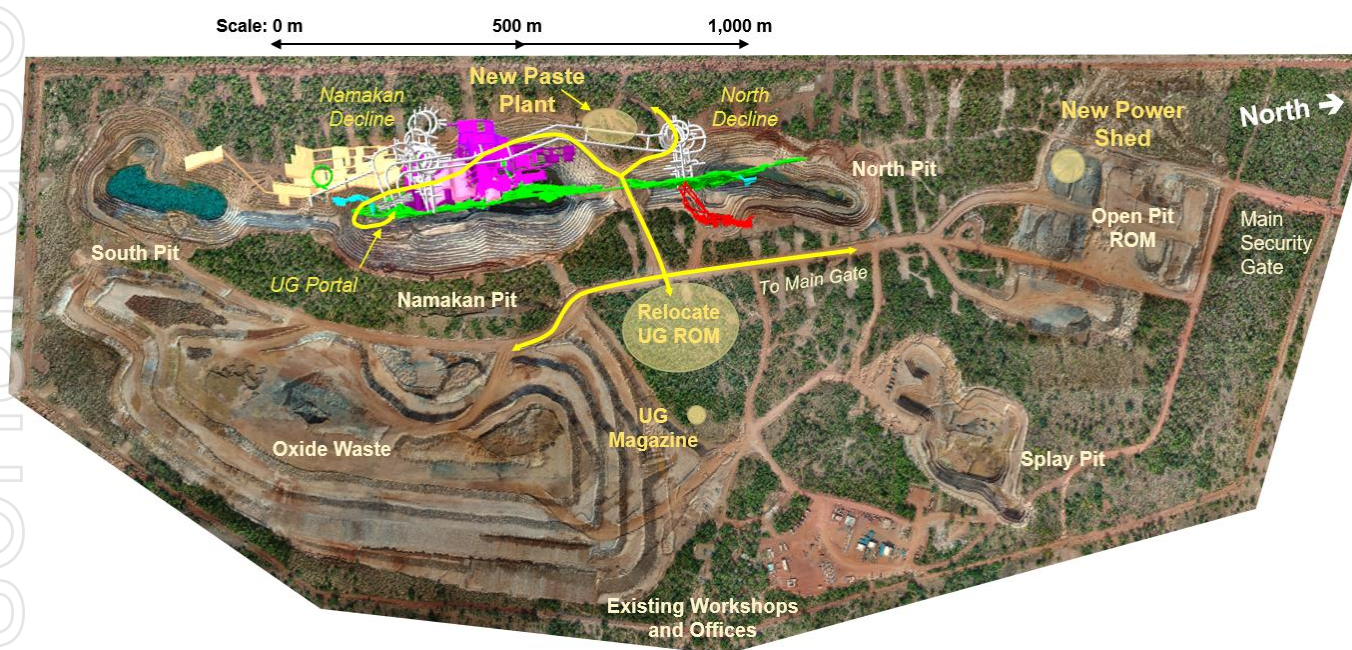 Scale: 0 m
500 m
1,000 m
New Paste
Plant
Namakan
Decline
North
Decline
New Power
Shed
North
North Pit
Open Pit
ROM
Main
Security
Gate
South Pit
UG Portal
Namakan Pit
To Main Gate
Relocate
UG ROM
UG
Magazine
Oxide Waste
Splay Pit
Existing Workshops
and Offices